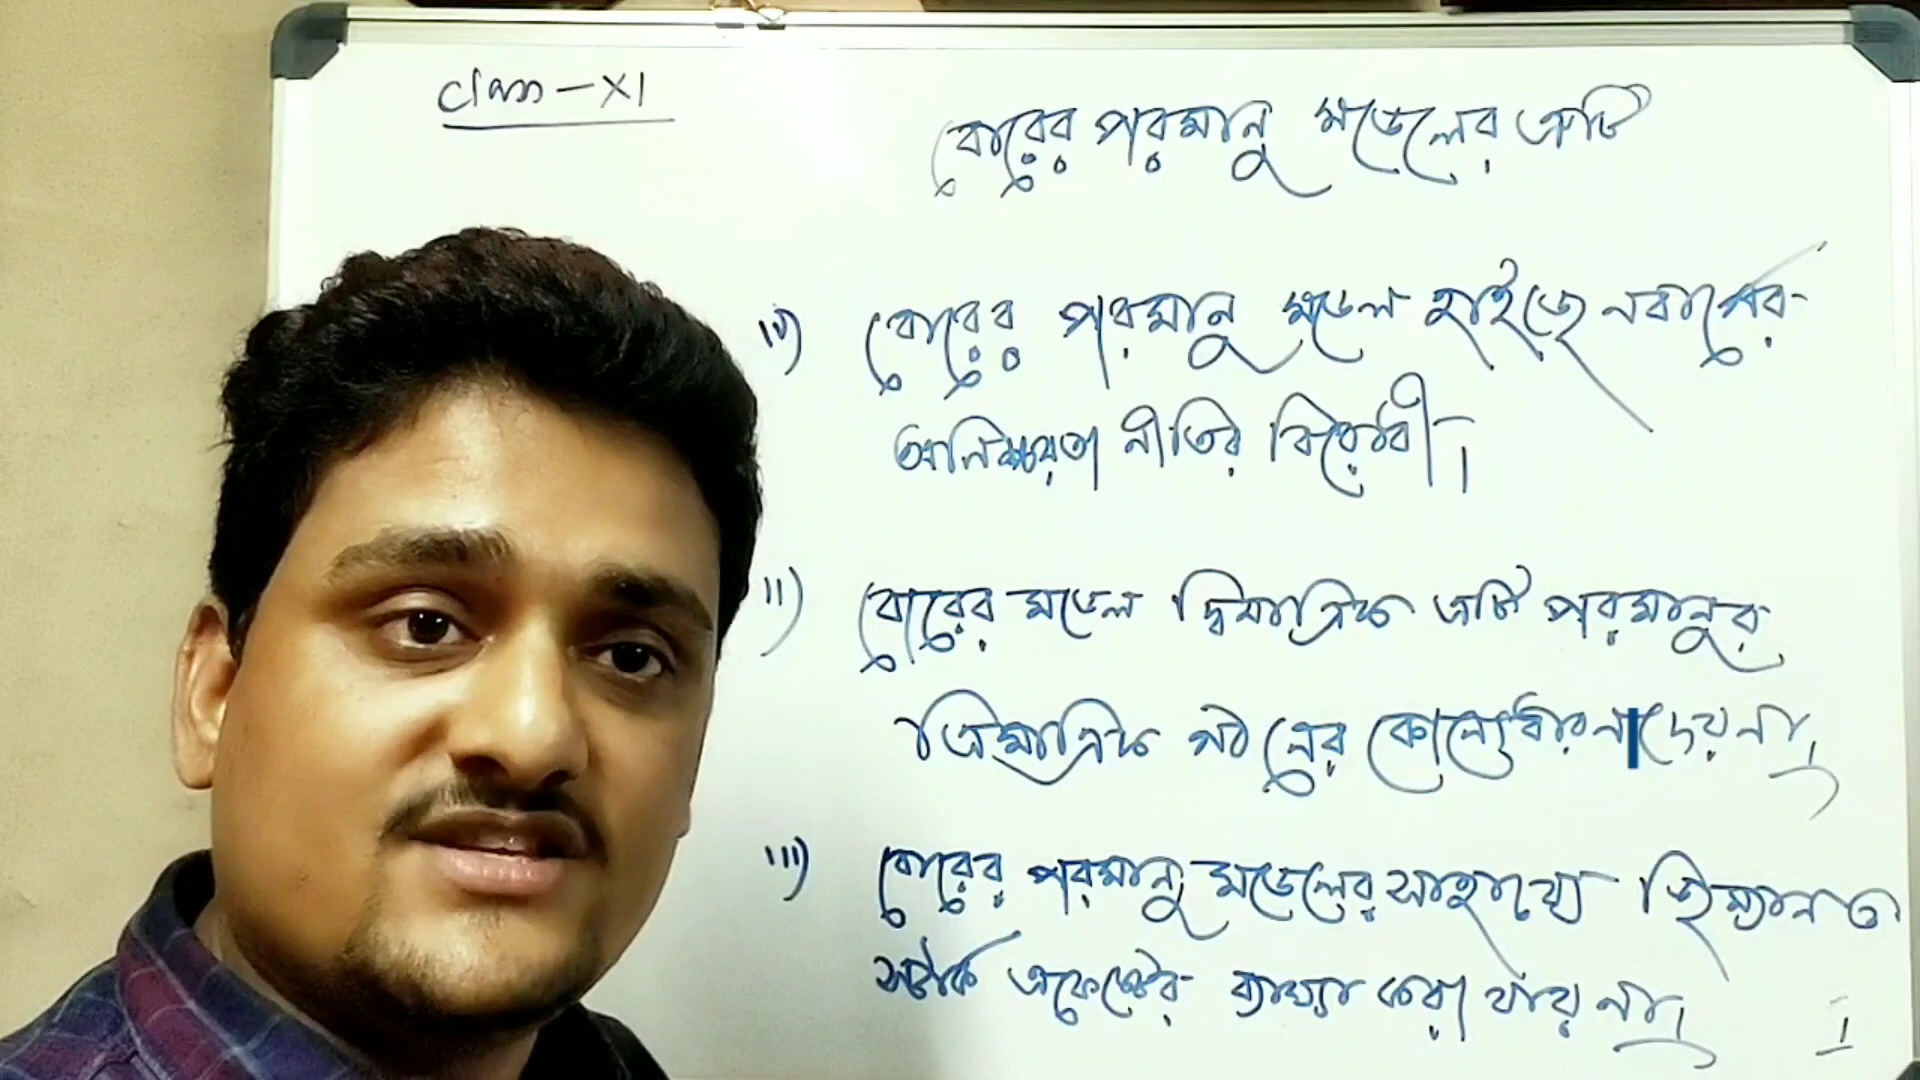 Class - XI
বোরের পরমানু মডেলের ত্রুটি
i) বোরের পরমানু মডেল হাইজেনবার্গের
অনিশ্চয়তা নীতির বিরোধী।
ii) বোরের মডেল দ্বিমাত্রিক এটি পরমানুর
ত্রিমাত্রিক গঠনের কোনো ধারনা দেয় না।
iii) বোরের পরমানু মডেলের সাহায্যে জিম্যান ও
স্টার্ক এফেক্টের ব্যাখ্যা করা যায় না।